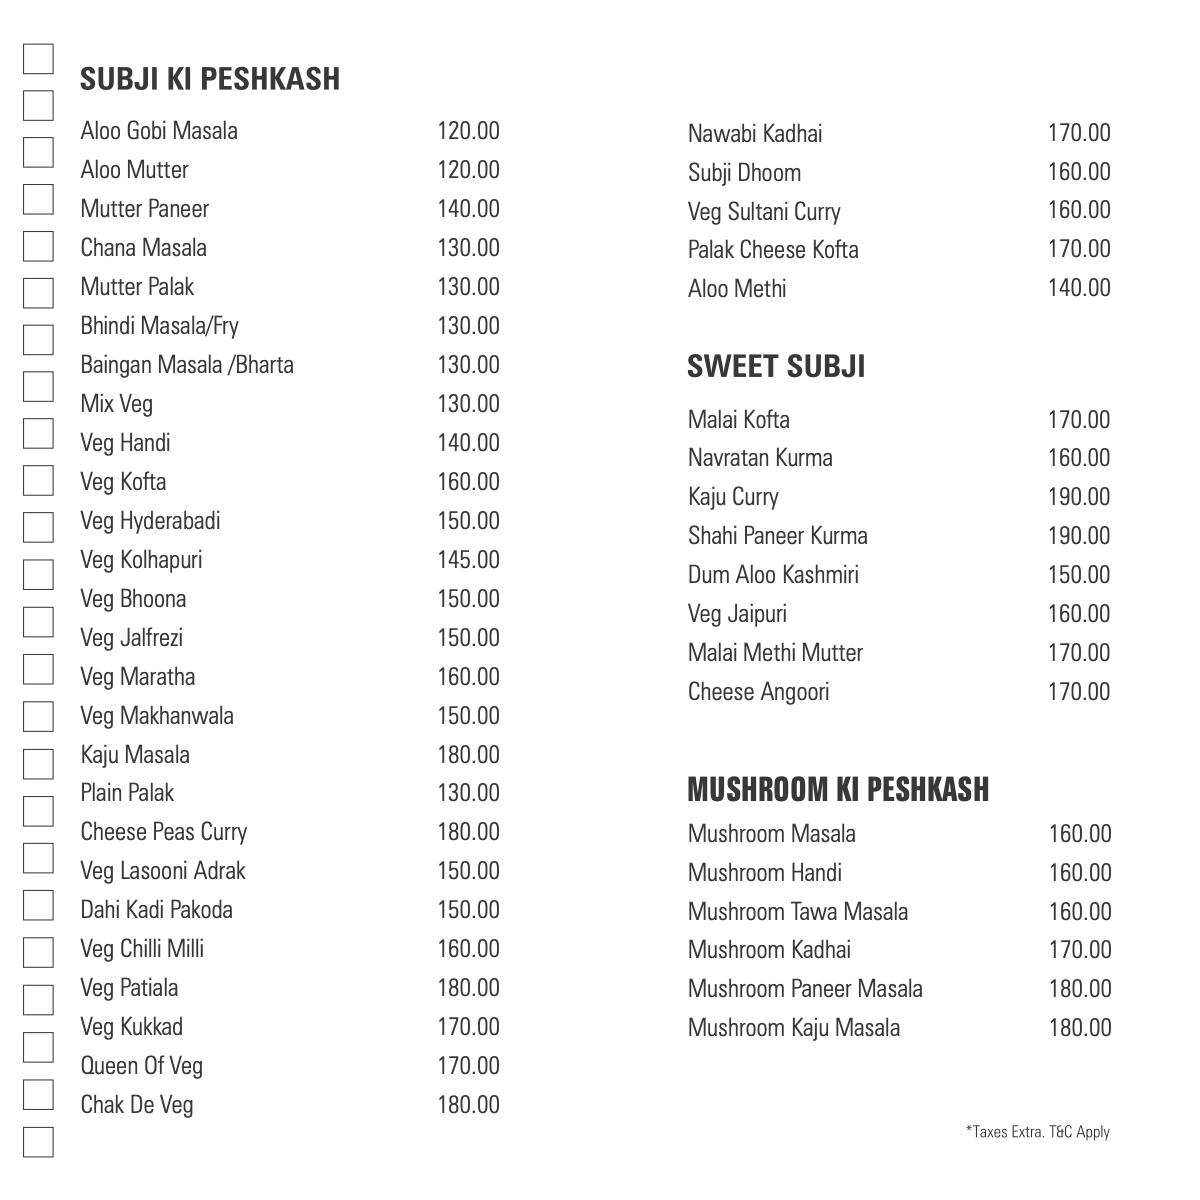 SUBJI KI PESHKASH
Aloo Gobi Masala 120.00
Aloo Mutter 120.00
Mutter Paneer 140.00
Chana Masala 130.00
Mutter Palak 130.00
Bhindi Masala/Fry 130.00
Baingan Masala /Bharta 130.00
Mix Veg 130.00
Veg Handi 140.00
Veg Kofta 160.00
Veg Hyderabadi 150.00
Veg Kolhapuri 145.00
Veg Bhoona 150.00
Veg Jalfrezi 150.00
Veg Maratha 160.00
Veg Makhanwala 150.00
Kaju Masala 180.00
Plain Palak 130.00
Cheese Peas Curry 180.00
Veg Lasooni Adrak 150.00
Dahi Kadi Pakoda 150.00
Veg Chilli Milli 160.00
Veg Patiala 180.00
Veg Kukkad 170.00
Queen Of Veg 170.00
Chak De Veg 180.00
Nawabi Kadhai 170.00
Subji Dhoom 160.00
Veg Sultani Curry 160.00
Palak Cheese Kofta 170.00
Aloo Methi 140.00
SWEET SUBJI
Malai Kofta 170.00
Navratan Kurma 160.00
Kaju Curry 190.00
Shahi Paneer Kurma 190.00
Dum Aloo Kashmiri 150.00
Veg Jaipuri 160.00
Malai Methi Mutter 170.00
Cheese Angoori 170.00
MUSHROOM KI PESHKASH
Mushroom Masala 160.00
Mushroom Handi 160.00
Mushroom Tawa Masala 160.00
Mushroom Kadhai 170.00
Mushroom Paneer Masala 180.00
Mushroom Kaju Masala 180.00
*Taxes Extra. T&C Apply